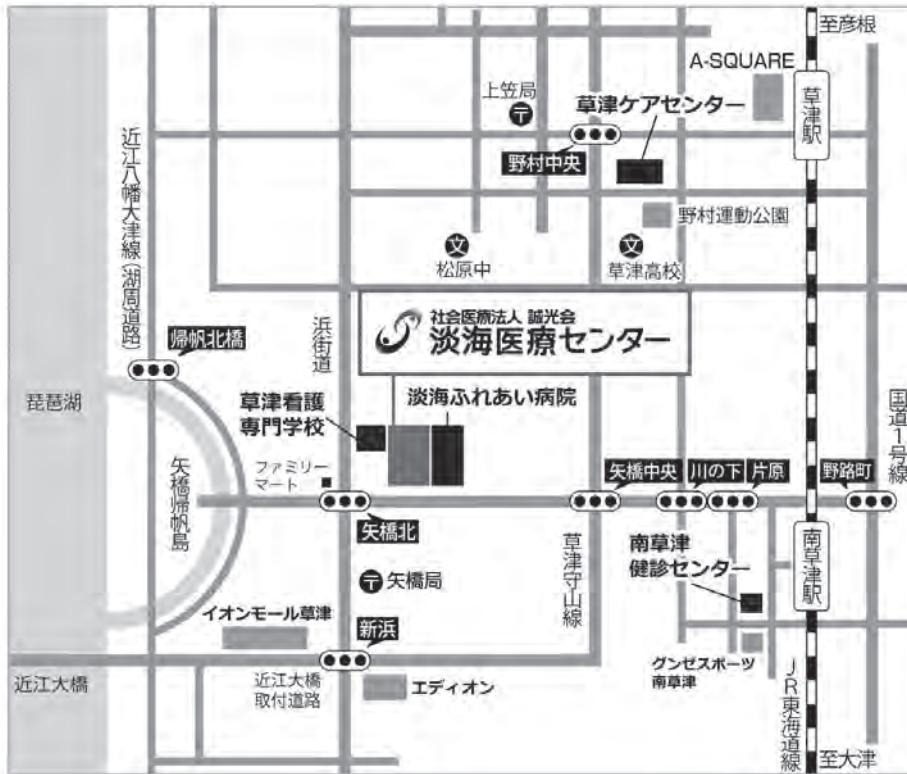 至彦根
A-SQUARE
草津駅
上笠局
〒
草津ケアセンター
野村中央
近江八幡大津線(湖周道路)
野村運動公園
文
松原中
文
草津高校
社会医療法人 誠光会
淡海医療センター
浜街道
帰帆北橋
琵琶湖
草津看護
専門学校
淡海ふれあい病院
国道1号線
ファミリー
マート
矢橋中央
川の下
片原
野路町
矢橋帰帆島
矢橋北
草津守山線
南草津
健診センター
南草津駅
〒
矢橋局
イオンモール草津
新浜
グンゼスポーツ
南草津
近江大橋
近江大橋
取付道路
エディオン
JR東海道線
至大津